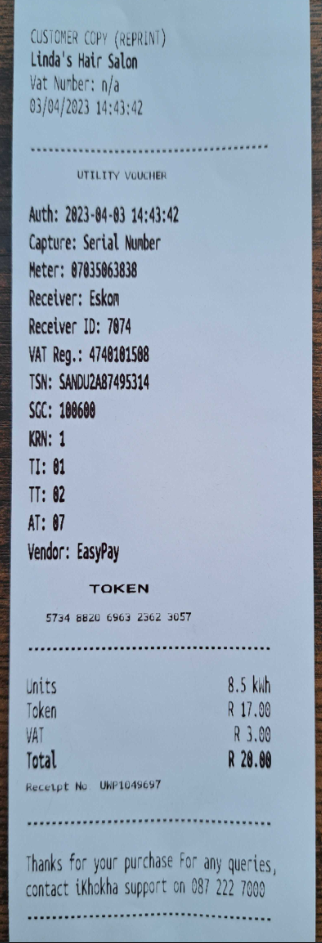 CUSTOMER COPY (REPRINT)
Linda's Hair Salon
Vat Number: n/a
03/04/2023 14:43:42
UTILITY VOUCHER
Auth: 2023-04-03 14:43:42
Capture: Serial Number
Meter: 07035063838
Receiver: Eskom
Receiver ID: 7074
VAT Reg.: 4740101508
TSN: SANDU2A87495314
SGC: 100600
KRN: 1
TI: 01
TT: 02
AT: 07
Vendor: EasyPay
TOKEN
5734 8820 6963 2362 3057
Units 8.5 kWh
Token R 17.00
VAT R 3.00
Total R 20.00
Receipt No UWP1049697
Thanks for your purchase For any queries,
contact iKhokha support on 087 222 7000